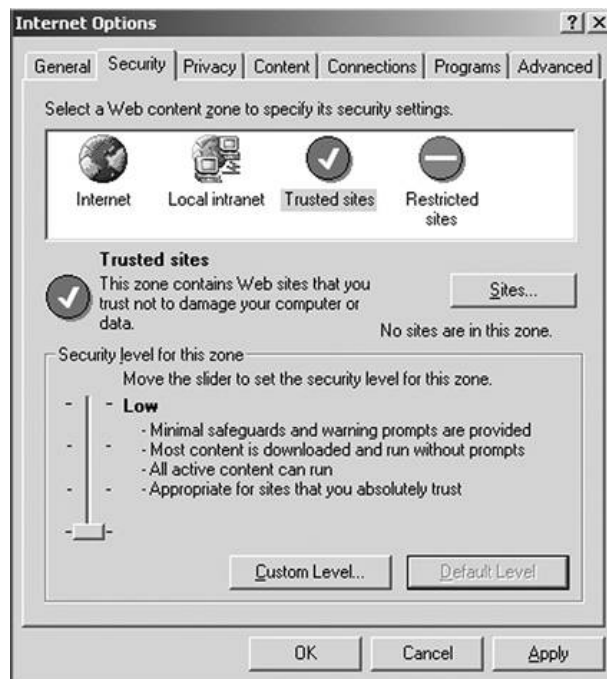 Internet Options
General Security Privacy Content Connections Programs Advanced
Select a Web content zone to specify its security settings.
Internet Local intranet Trusted sites Restricted
sites
Trusted sites
This zone contains Web sites that you
trust not to damage your computer or
data.
Sites...
No sites are in this zone.
Security level for this zone
Move the slider to set the security level for this zone.
Low
- Minimal safeguards and warning prompts are provided
- Most content is downloaded and run without prompts
- All active content can run
- Appropriate for sites that you absolutely trust
Custom Level... Default Level
OK Cancel Apply